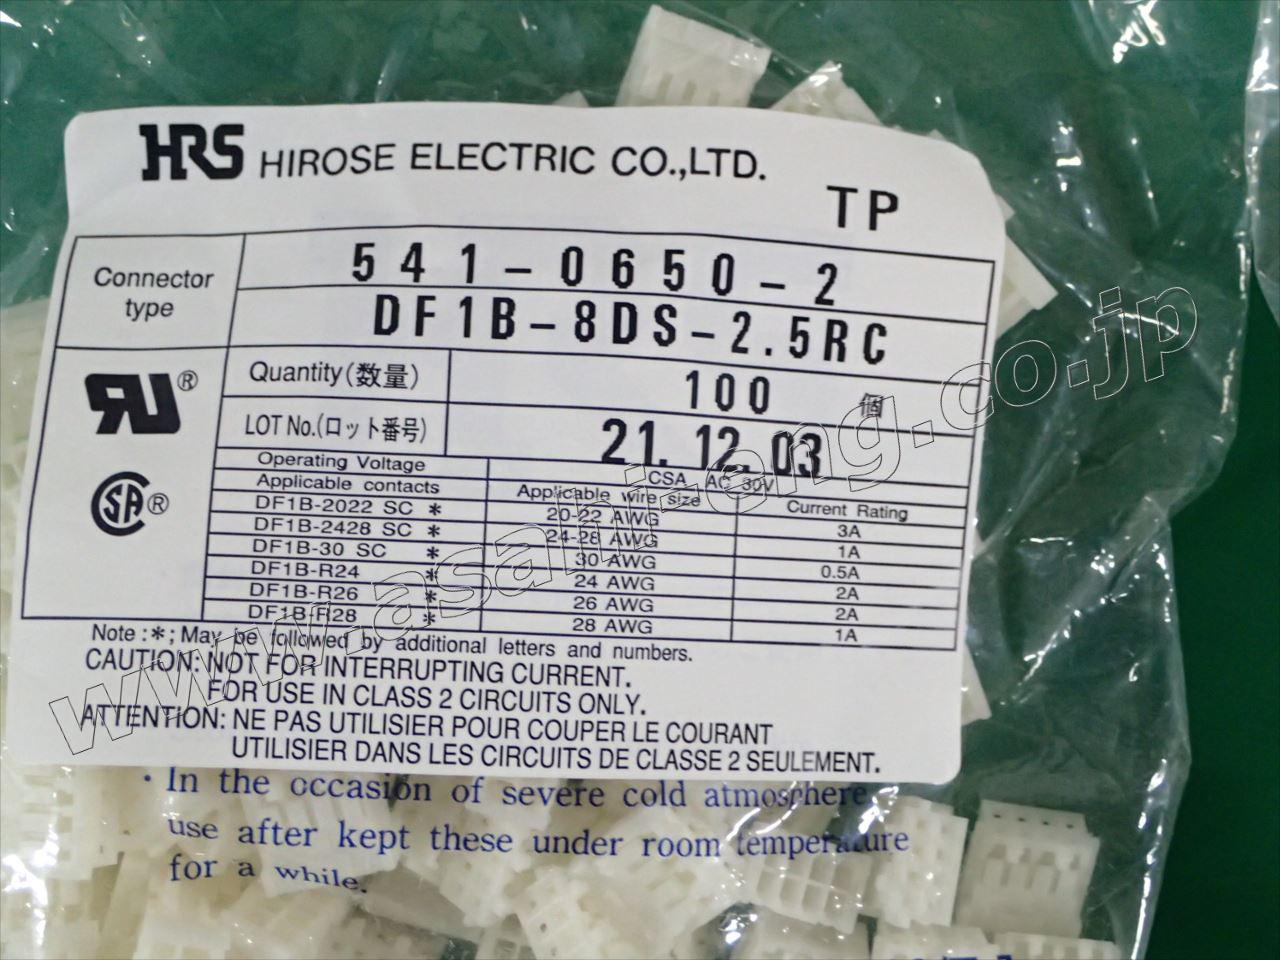 HRS HIROSE ELECTRIC CO.,LTD.
TP
Connector type
541-0650-2
DF1B-8DS-2.5RC
Quantity(数量) 100 個
LOT No.(ロット番号) 21.12.03
Operating Voltage CSA AC 30V
Applicable contacts Applicable wire size Current Rating
DF1B-2022 SC * 20-22 AWG 3A
DF1B-2428 SC * 24-28 AWG 1A
DF1B-30 SC * 30 AWG 0.5A
DF1B-R24 * 24 AWG 2A
DF1B-R26 * 26 AWG 2A
DF1B-R28 * 28 AWG 1A
RU ®
SA ®
Note:*;May be followed by additional letters and numbers.
CAUTION: NOT FOR INTERRUPTING CURRENT.
FOR USE IN CLASS 2 CIRCUITS ONLY.
ATTENTION: NE PAS UTILISIER POUR COUPER LE COURANT
UTILISIER DANS LES CIRCUITS DE CLASSE 2 SEULEMENT.
・In the occasion of severe cold atmosphere
use after kept these under room temperature
for a while.
www.asahi-eng.co.jp